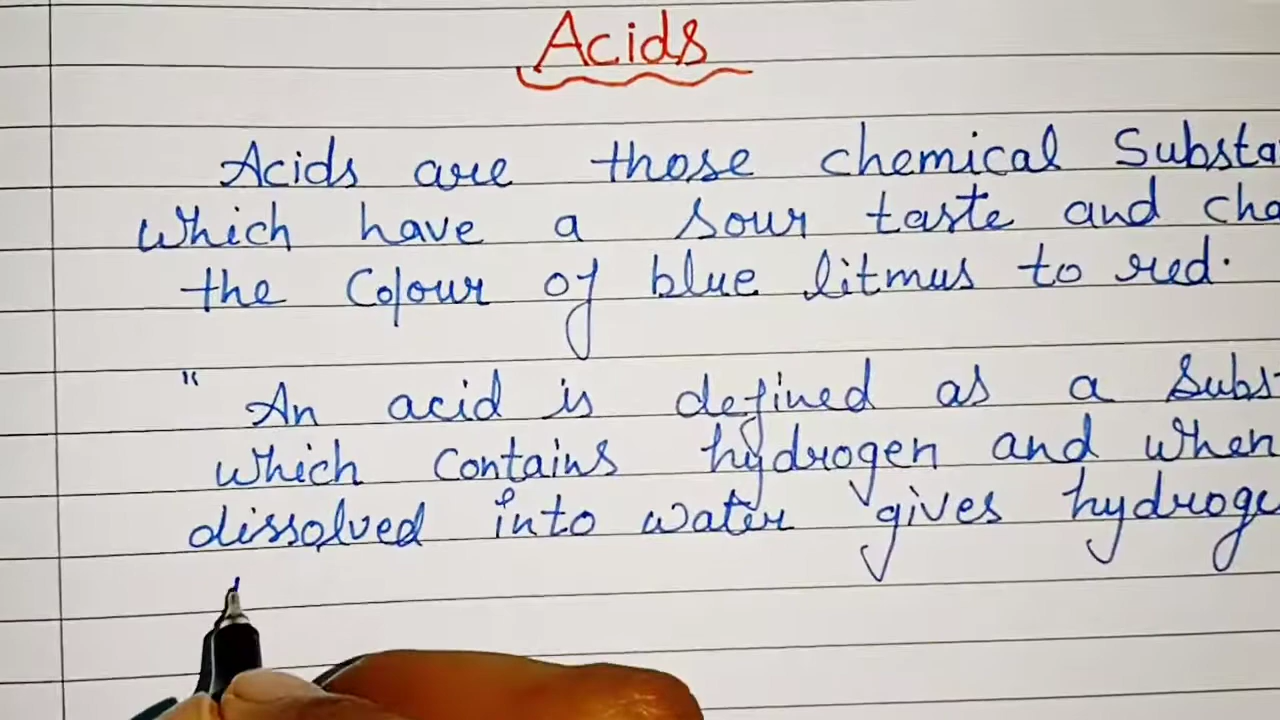 Acids
Acids are those chemical Substa
which have a sour taste and cha
the Colour of blue litmus to red.
" An acid is defined as a Subs
which contains hydrogen and when
dissolved into water gives hydroge